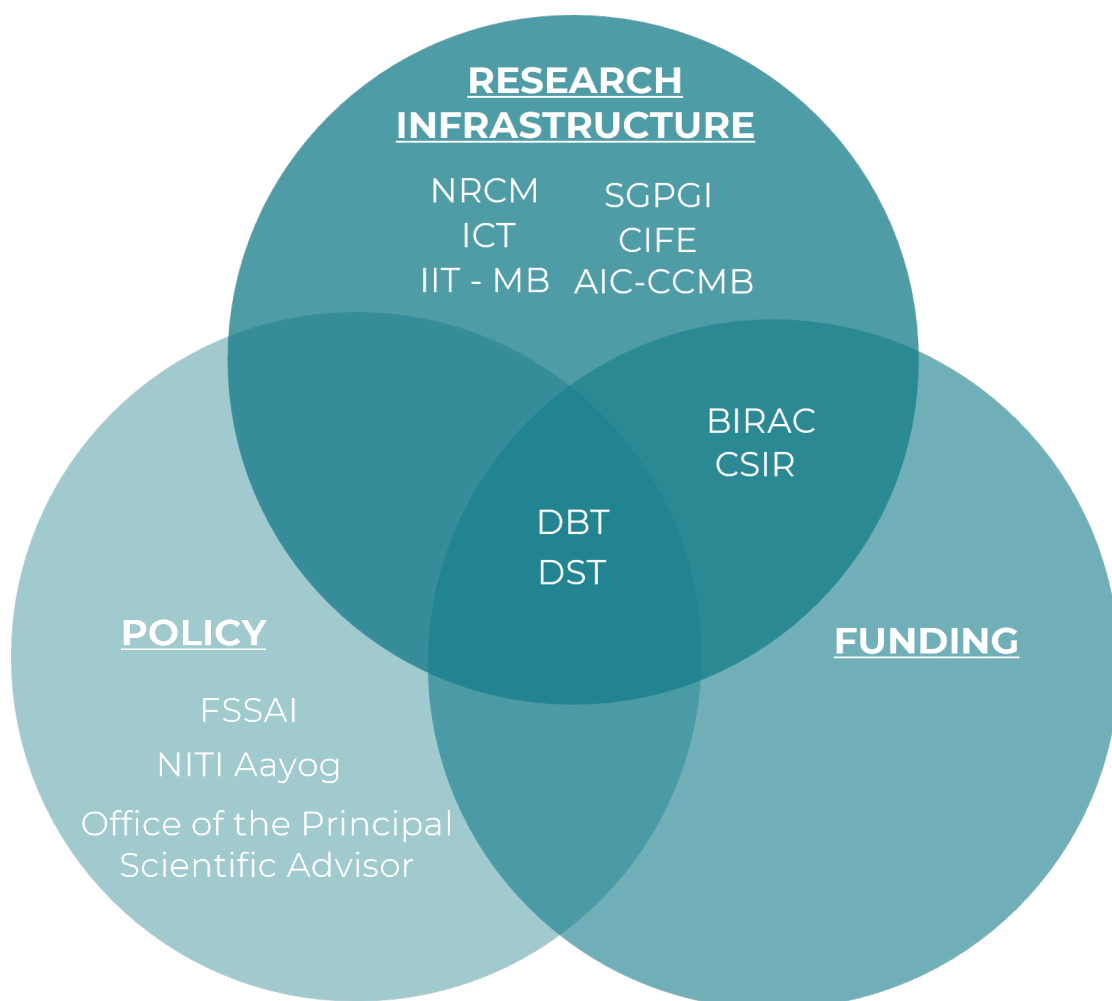 RESEARCH
INFRASTRUCTURE
NRCM
ICT
IIT - MB
SGPGI
CIFE
AIC-CCMB
BIRAC
CSIR
DBT
DST
POLICY
FSSAI
NITI Aayog
Office of the Principal
Scientific Advisor
FUNDING